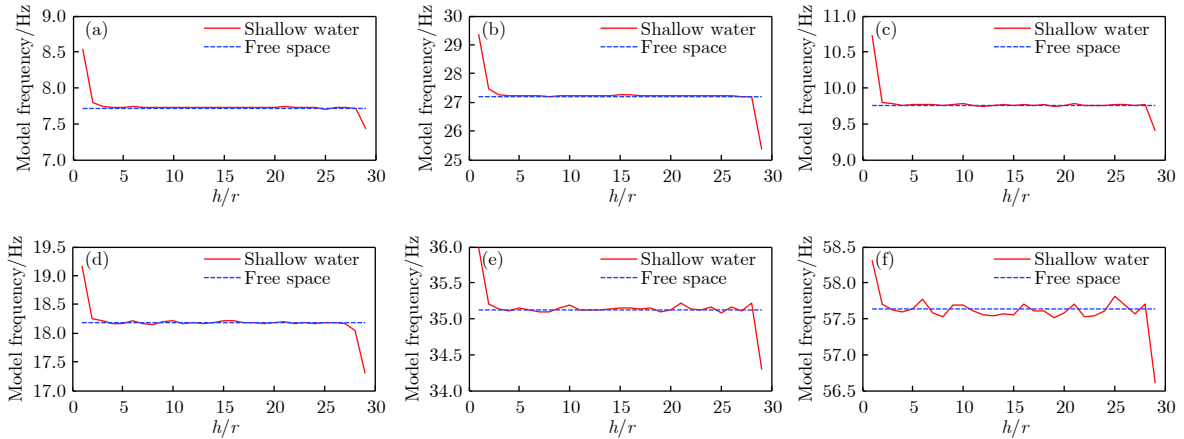 (a)
Shallow water
Free space
Model frequency/Hz
9.0
8.5
8.0
7.5
7.0
0 5 10 15 20 25 30
h/r
(b)
Shallow water
Free space
Model frequency/Hz
30
29
28
27
26
25
0 5 10 15 20 25 30
h/r
(c)
Shallow water
Free space
Model frequency/Hz
11.0
10.5
10.0
9.5
9.0
0 5 10 15 20 25 30
h/r
(d)
Shallow water
Free space
Model frequency/Hz
19.5
19.0
18.5
18.0
17.5
17.0
0 5 10 15 20 25 30
h/r
(e)
Shallow water
Free space
Model frequency/Hz
36.0
35.5
35.0
34.5
34.0
0 5 10 15 20 25 30
h/r
(f)
Shallow water
Free space
Model frequency/Hz
58.5
58.0
57.5
57.0
56.5
0 5 10 15 20 25 30
h/r